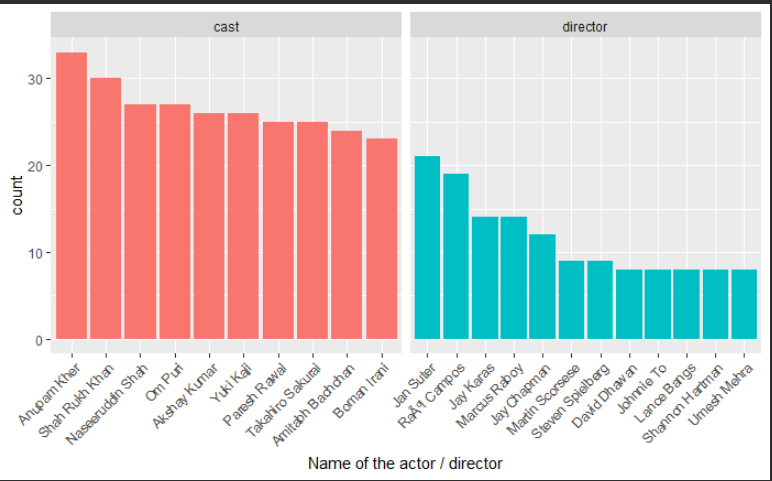 cast
director
count
30
20
10
0
Anupam Kher
Shah Rukh Khan
Naseeruddin Shah
Om Puri
Akshay Kumar
Yuki Kaji
Paresh Rawal
Takahiro Sakurai
Amitabh Bachchan
Boman Irani
Jan Suter
Raúl Campos
Jay Karas
Marcus Raboy
Jay Chapman
Martin Scorsese
Steven Spielberg
David Dhawan
Johnnie To
Lance Bangs
Shannon Hartman
Umesh Mehra
Name of the actor / director